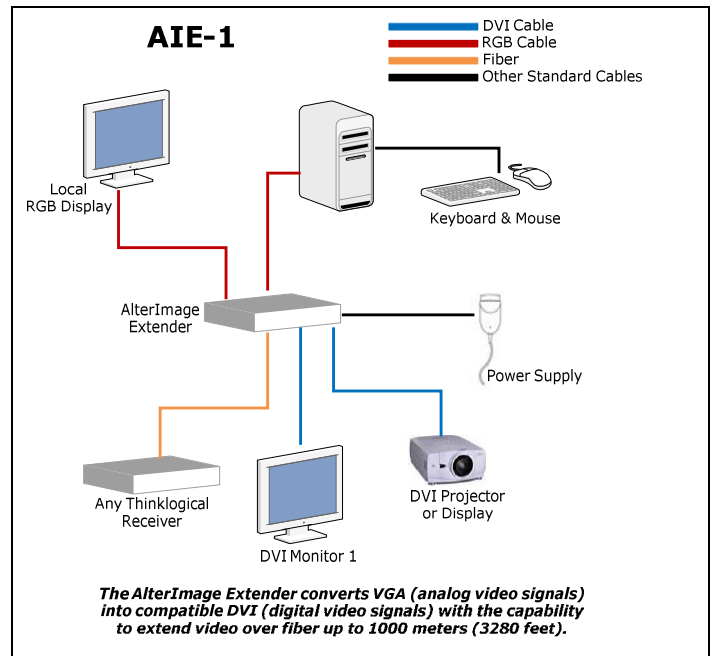 AIE-1
DVI Cable
RGB Cable
Fiber
Other Standard Cables
Local
RGB Display
Keyboard & Mouse
AlterImage
Extender
Power Supply
Any Thinklogical
Receiver
DVI Monitor 1
DVI Projector
or Display
The AlterImage Extender converts VGA (analog video signals)
into compatible DVI (digital video signals) with the capability
to extend video over fiber up to 1000 meters (3280 feet).